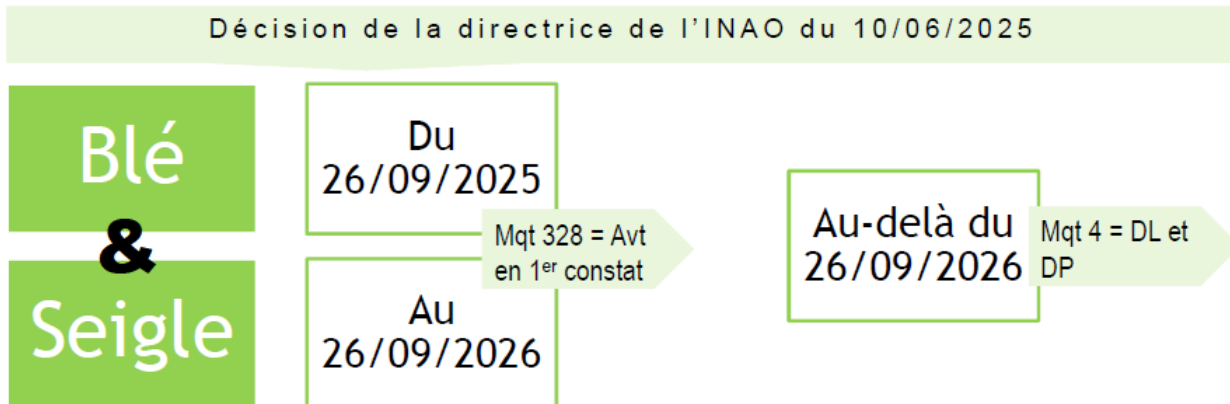 Décision de la directrice de l'INAO du 10/06/2025
Blé
&
Seigle
Du
26/09/2025
Au
26/09/2026
Mqt 328 = Avt
en 1er constat
Au-delà du
26/09/2026
Mqt 4 = DL et
DP